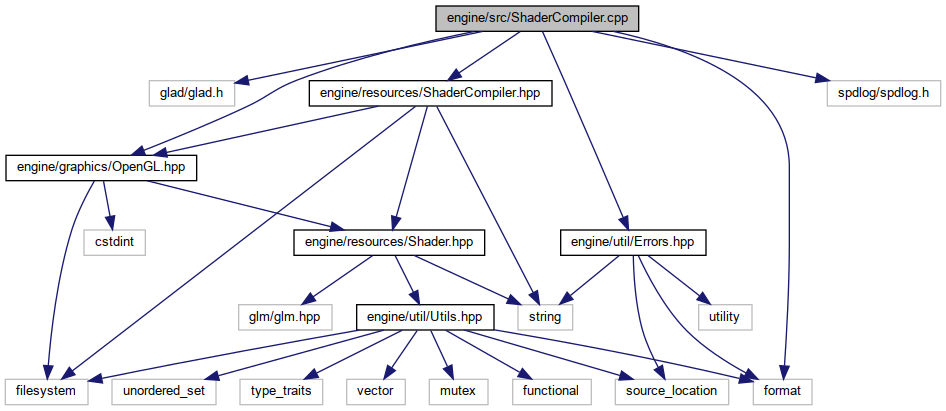 engine/src/ShaderCompiler.cpp
glad/glad.h
engine/resources/ShaderCompiler.hpp
spdlog/spdlog.h
engine/graphics/OpenGL.hpp
cstdint
engine/resources/Shader.hpp
engine/util/Errors.hpp
glm/glm.hpp
engine/util/Utils.hpp
string
utility
filesystem
unordered_set
type_traits
vector
mutex
functional
source_location
format